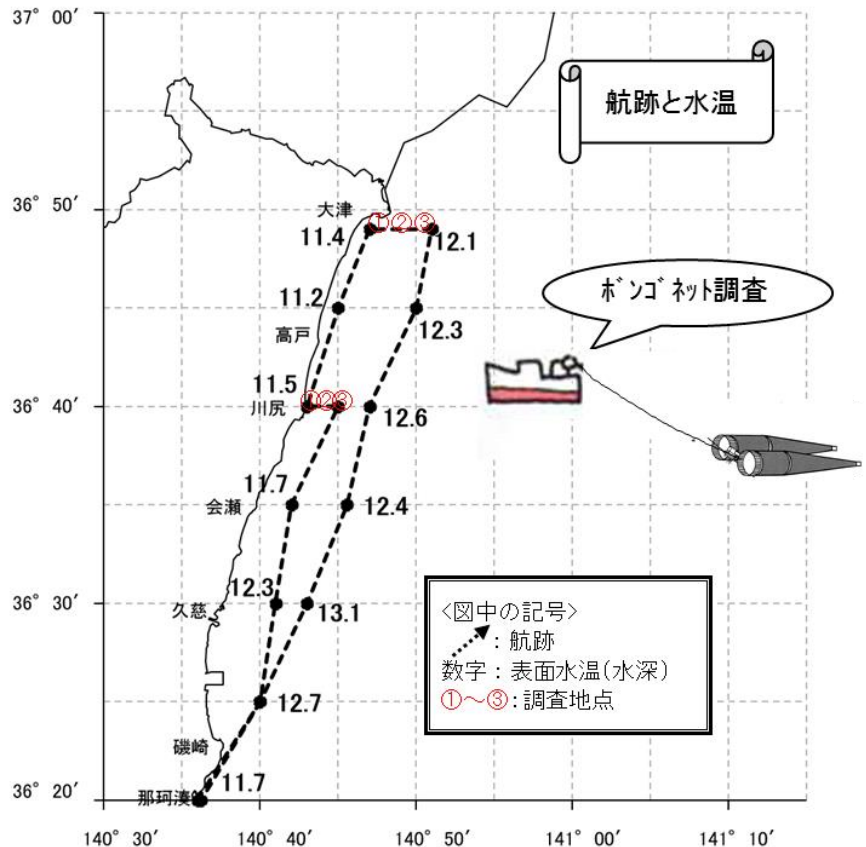 37° 00′
航跡と水温
36° 50′
大津
①②③
11.4
12.1
11.2
12.3
高戸
ﾎﾞﾝｺﾞﾈｯﾄ調査
11.5
①②③
36° 40′
川尻
12.6
11.7
会瀬
12.4
12.3
36° 30′
久慈
13.1
<図中の記号>
:航跡
数字:表面水温(水深)
①～③:調査地点
12.7
磯崎
11.7
36° 20′
那珂湊
140° 30′
140° 40′
140° 50′
141° 00′
141° 10′